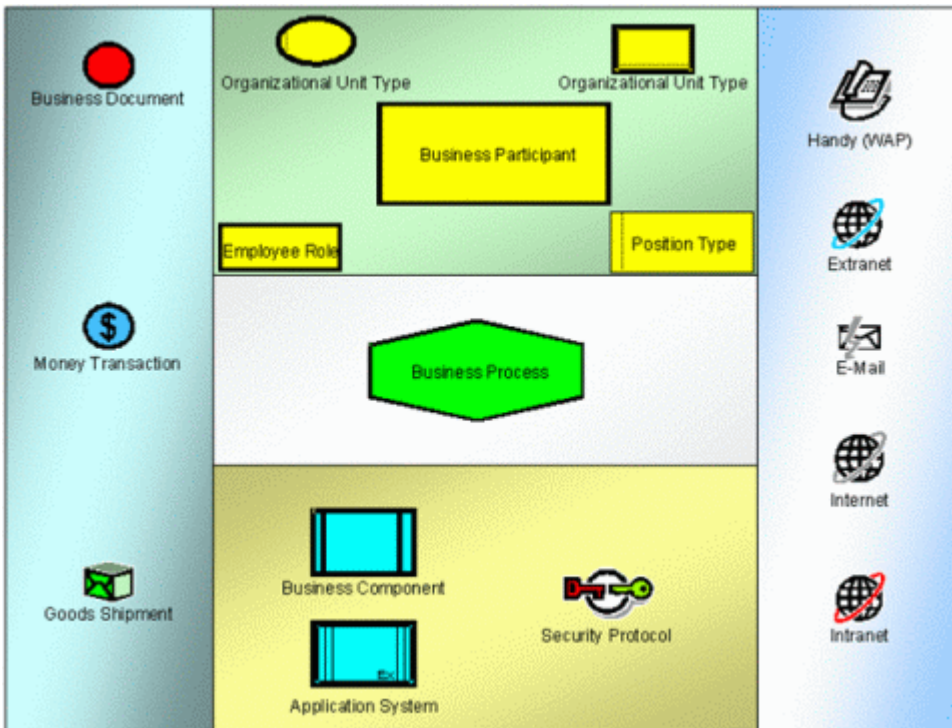 Business Document
Money Transaction
$
Goods Shipment
Organizational Unit Type
Organizational Unit Type
Business Participant
Employee Role
Position Type
Business Process
Business Component
Ex
Application System
Security Protocol
Handy (WAP)
Extranet
E-Mail
Internet
Intranet